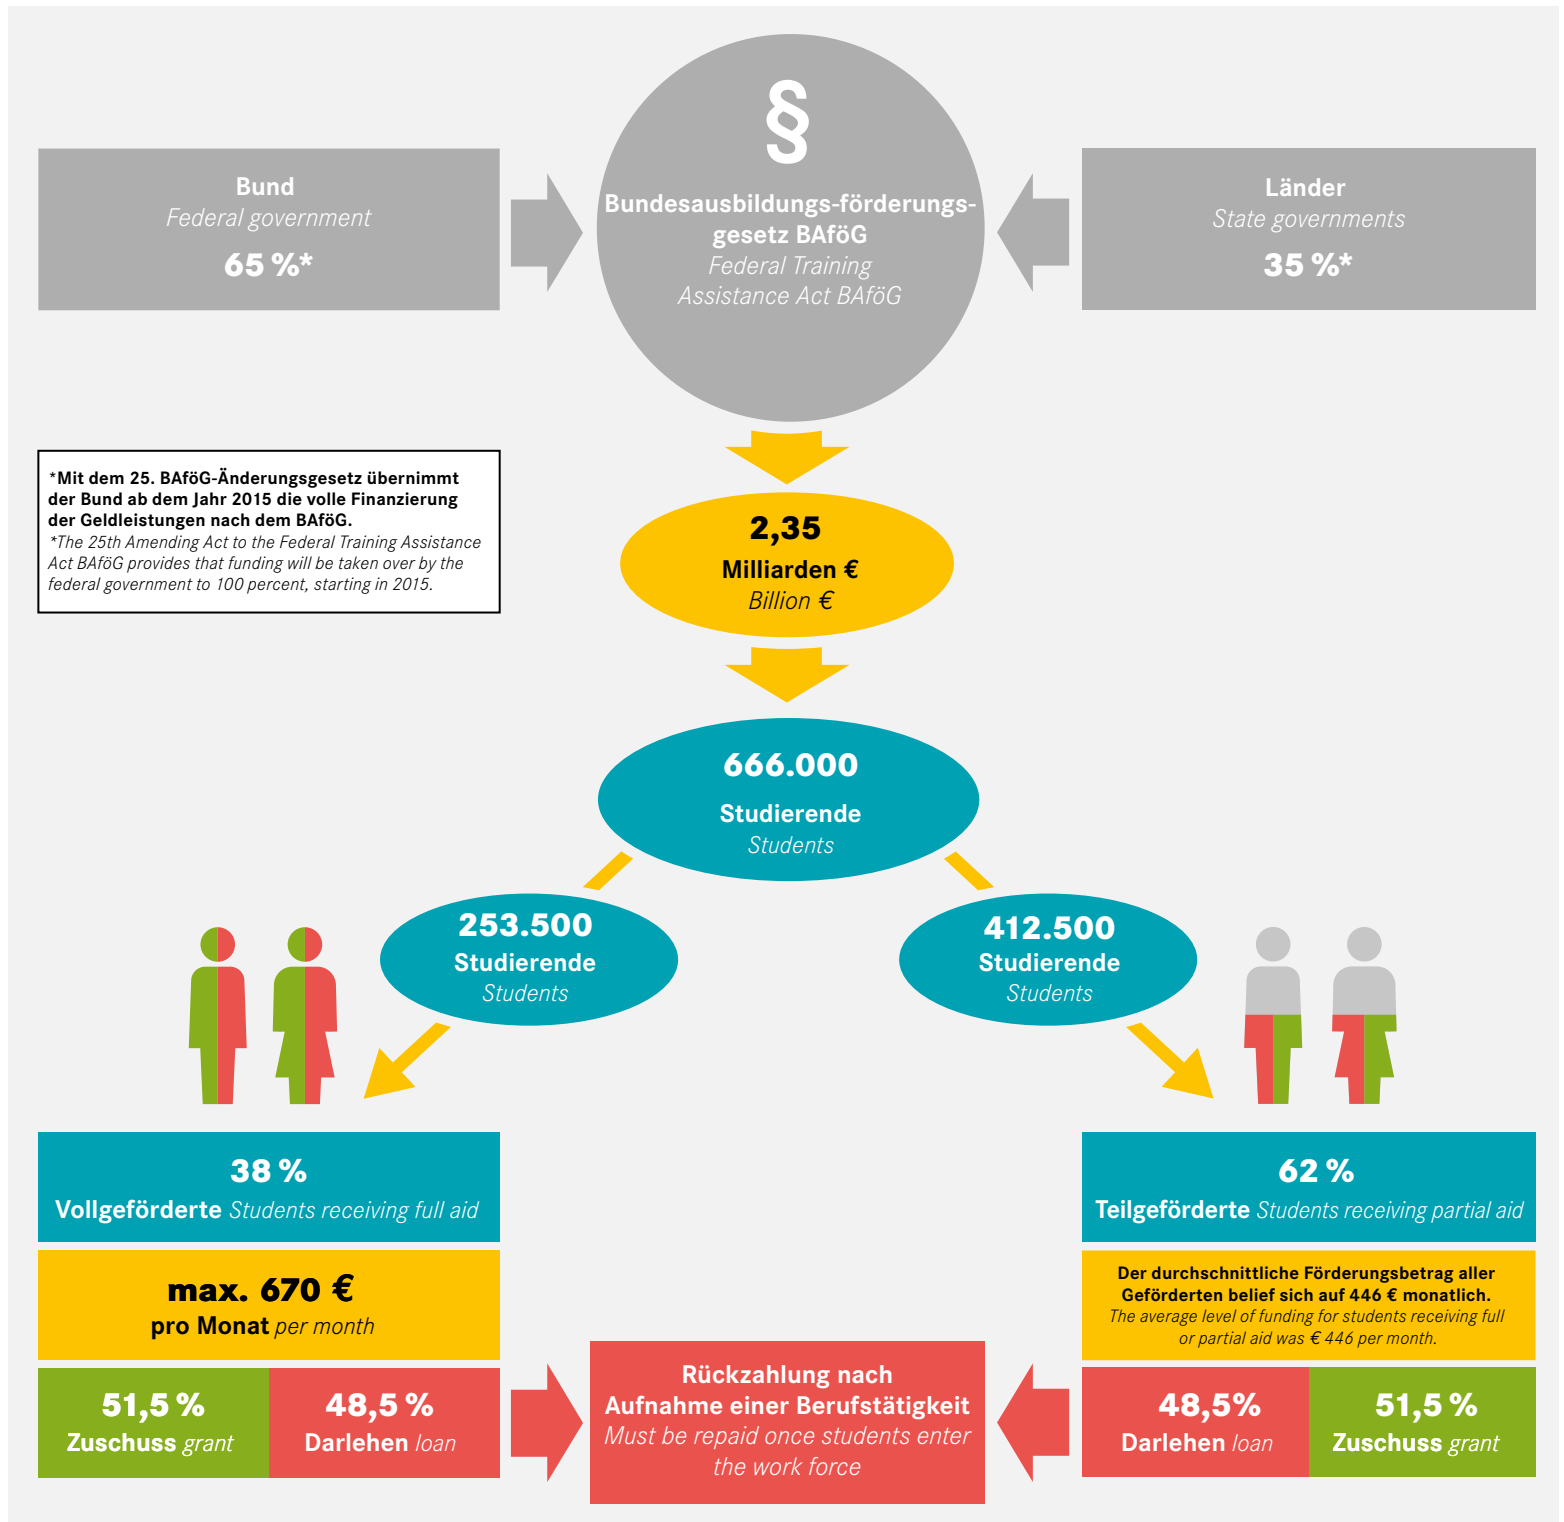 §
Bundesausbildungs-förderungs-
gesetz BAföG
Federal Training
Assistance Act BAföG
Bund
Federal government
65 %*
Länder
State governments
35 %*
*Mit dem 25. BAföG-Änderungsgesetz übernimmt
der Bund ab dem Jahr 2015 die volle Finanzierung
der Geldleistungen nach dem BAföG.
*The 25th Amending Act to the Federal Training Assistance
Act BAföG provides that funding will be taken over by the
federal government to 100 percent, starting in 2015.
2,35
Milliarden €
Billion €
666.000
Studierende
Students
253.500
Studierende
Students
412.500
Studierende
Students
38 %
Vollgeförderte Students receiving full aid
max. 670 €
pro Monat per month
51,5 %
Zuschuss grant
48,5 %
Darlehen loan
Rückzahlung nach
Aufnahme einer Berufstätigkeit
Must be repaid once students enter
the work force
62 %
Teilgeförderte Students receiving partial aid
Der durchschnittliche Förderungsbetrag aller
Geförderten belief sich auf 446 € monatlich.
The average level of funding for students receiving full
or partial aid was € 446 per month.
48,5%
Darlehen loan
51,5 %
Zuschuss grant